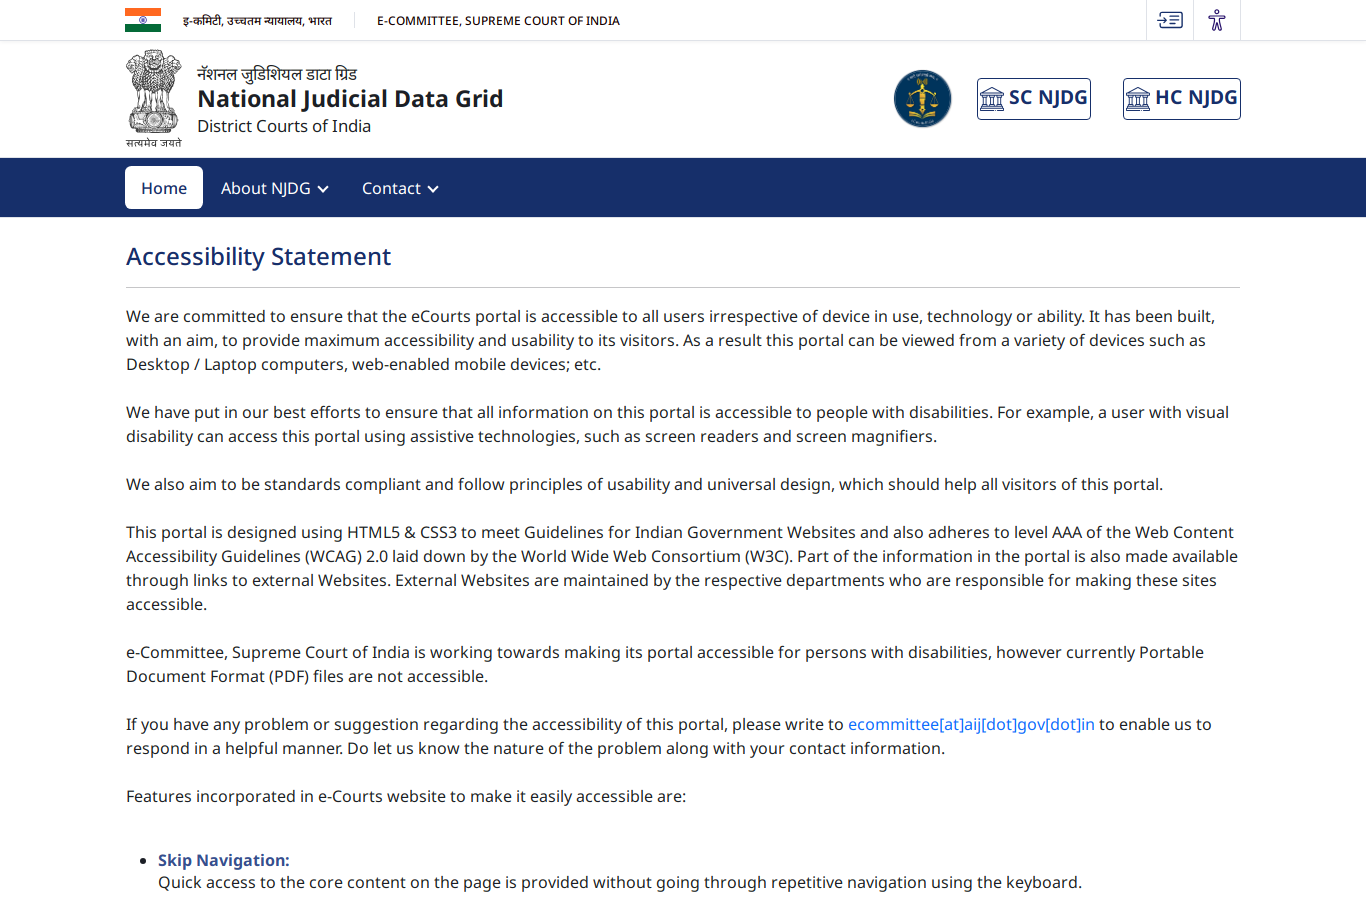 इ-कमिटी, उच्चतम न्यायालय, भारत
E-COMMITTEE, SUPREME COURT OF INDIA
सत्यमेव जयते
नॅशनल जुडिशियल डाटा ग्रिड
National Judicial Data Grid
District Courts of India
SC NJDG
HC NJDG
Home
About NJDG
Contact
Accessibility Statement
We are committed to ensure that the eCourts portal is accessible to all users irrespective of device in use, technology or ability. It has been built,
with an aim, to provide maximum accessibility and usability to its visitors. As a result this portal can be viewed from a variety of devices such as
Desktop / Laptop computers, web-enabled mobile devices; etc.
We have put in our best efforts to ensure that all information on this portal is accessible to people with disabilities. For example, a user with visual
disability can access this portal using assistive technologies, such as screen readers and screen magnifiers.
We also aim to be standards compliant and follow principles of usability and universal design, which should help all visitors of this portal.
This portal is designed using HTML5 & CSS3 to meet Guidelines for Indian Government Websites and also adheres to level AAA of the Web Content
Accessibility Guidelines (WCAG) 2.0 laid down by the World Wide Web Consortium (W3C). Part of the information in the portal is also made available
through links to external Websites. External Websites are maintained by the respective departments who are responsible for making these sites
accessible.
e-Committee, Supreme Court of India is working towards making its portal accessible for persons with disabilities, however currently Portable
Document Format (PDF) files are not accessible.
If you have any problem or suggestion regarding the accessibility of this portal, please write to ecommittee[at]aij[dot]gov[dot]in to enable us to
respond in a helpful manner. Do let us know the nature of the problem along with your contact information.
Features incorporated in e-Courts website to make it easily accessible are:
Skip Navigation:
Quick access to the core content on the page is provided without going through repetitive navigation using the keyboard.